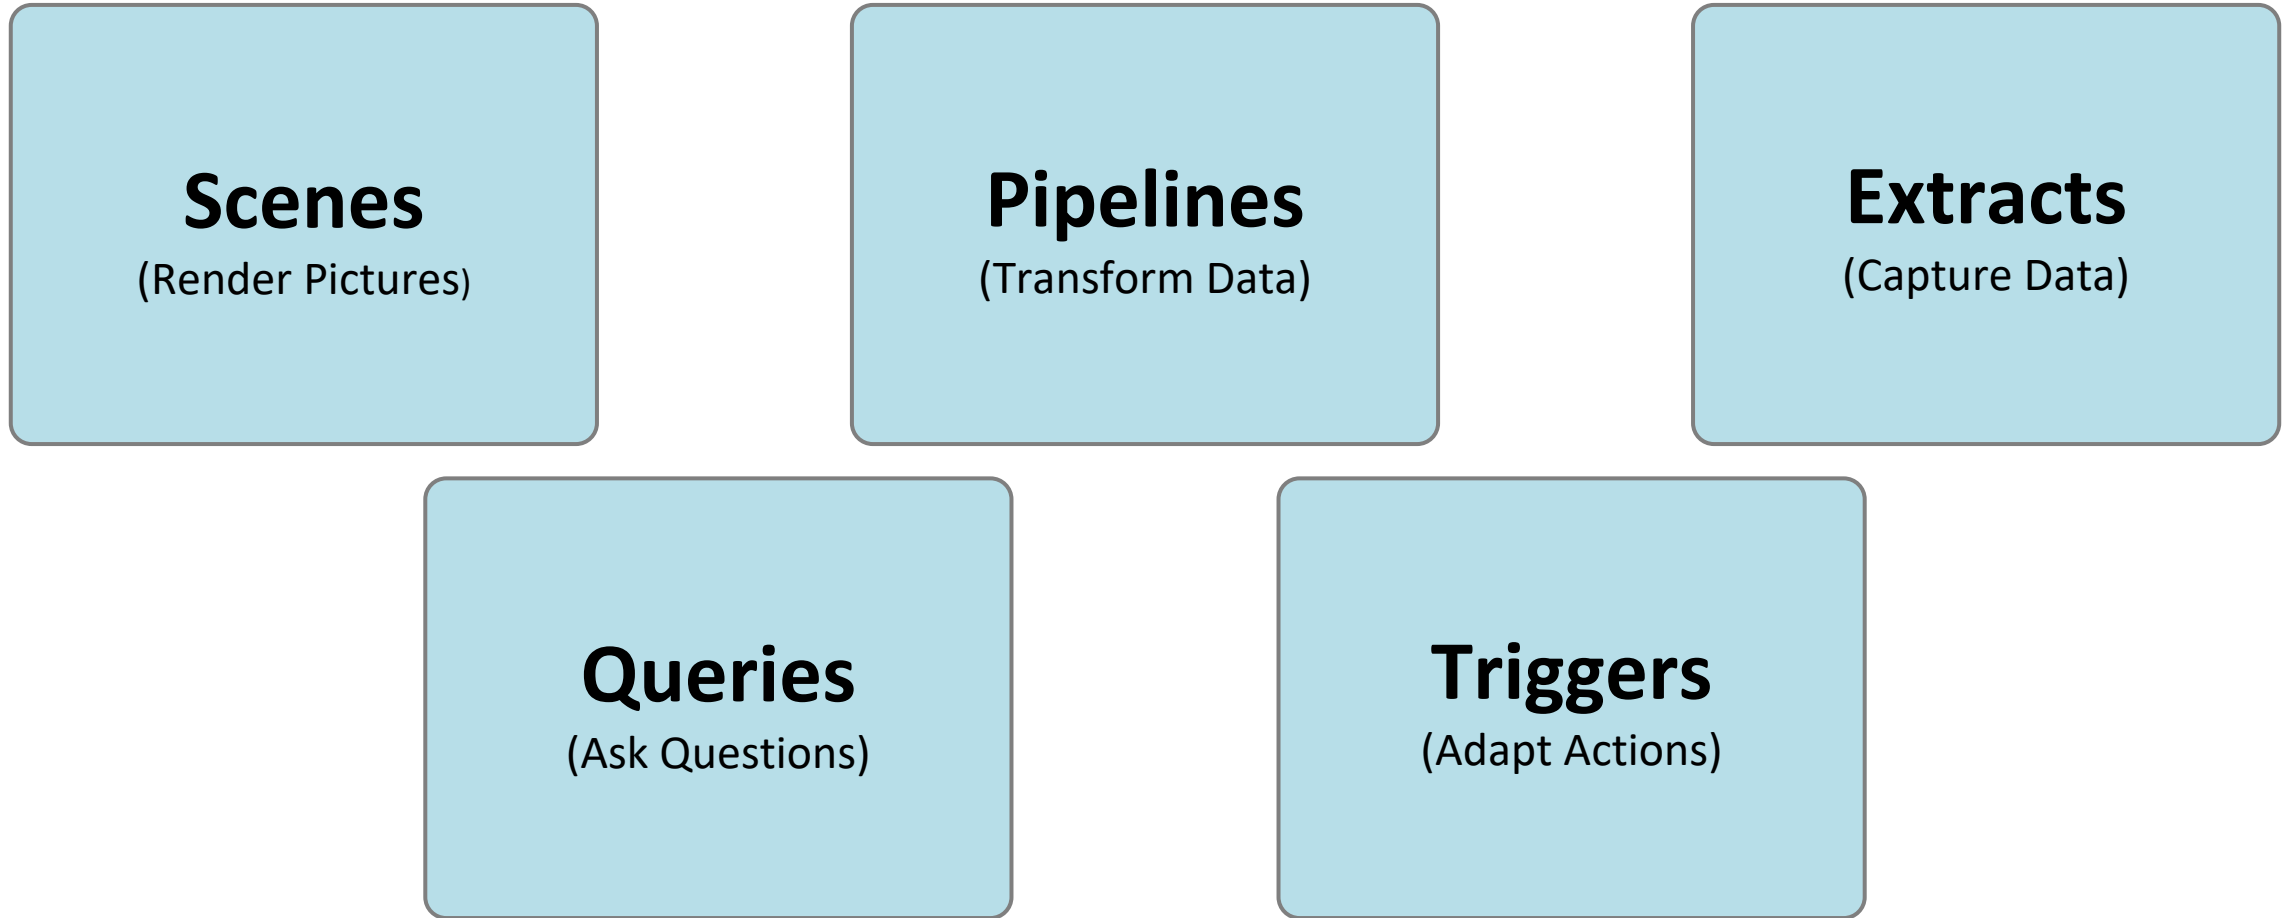 Scenes
(Render Pictures)
Pipelines
(Transform Data)
Extracts
(Capture Data)
Queries
(Ask Questions)
Triggers
(Adapt Actions)